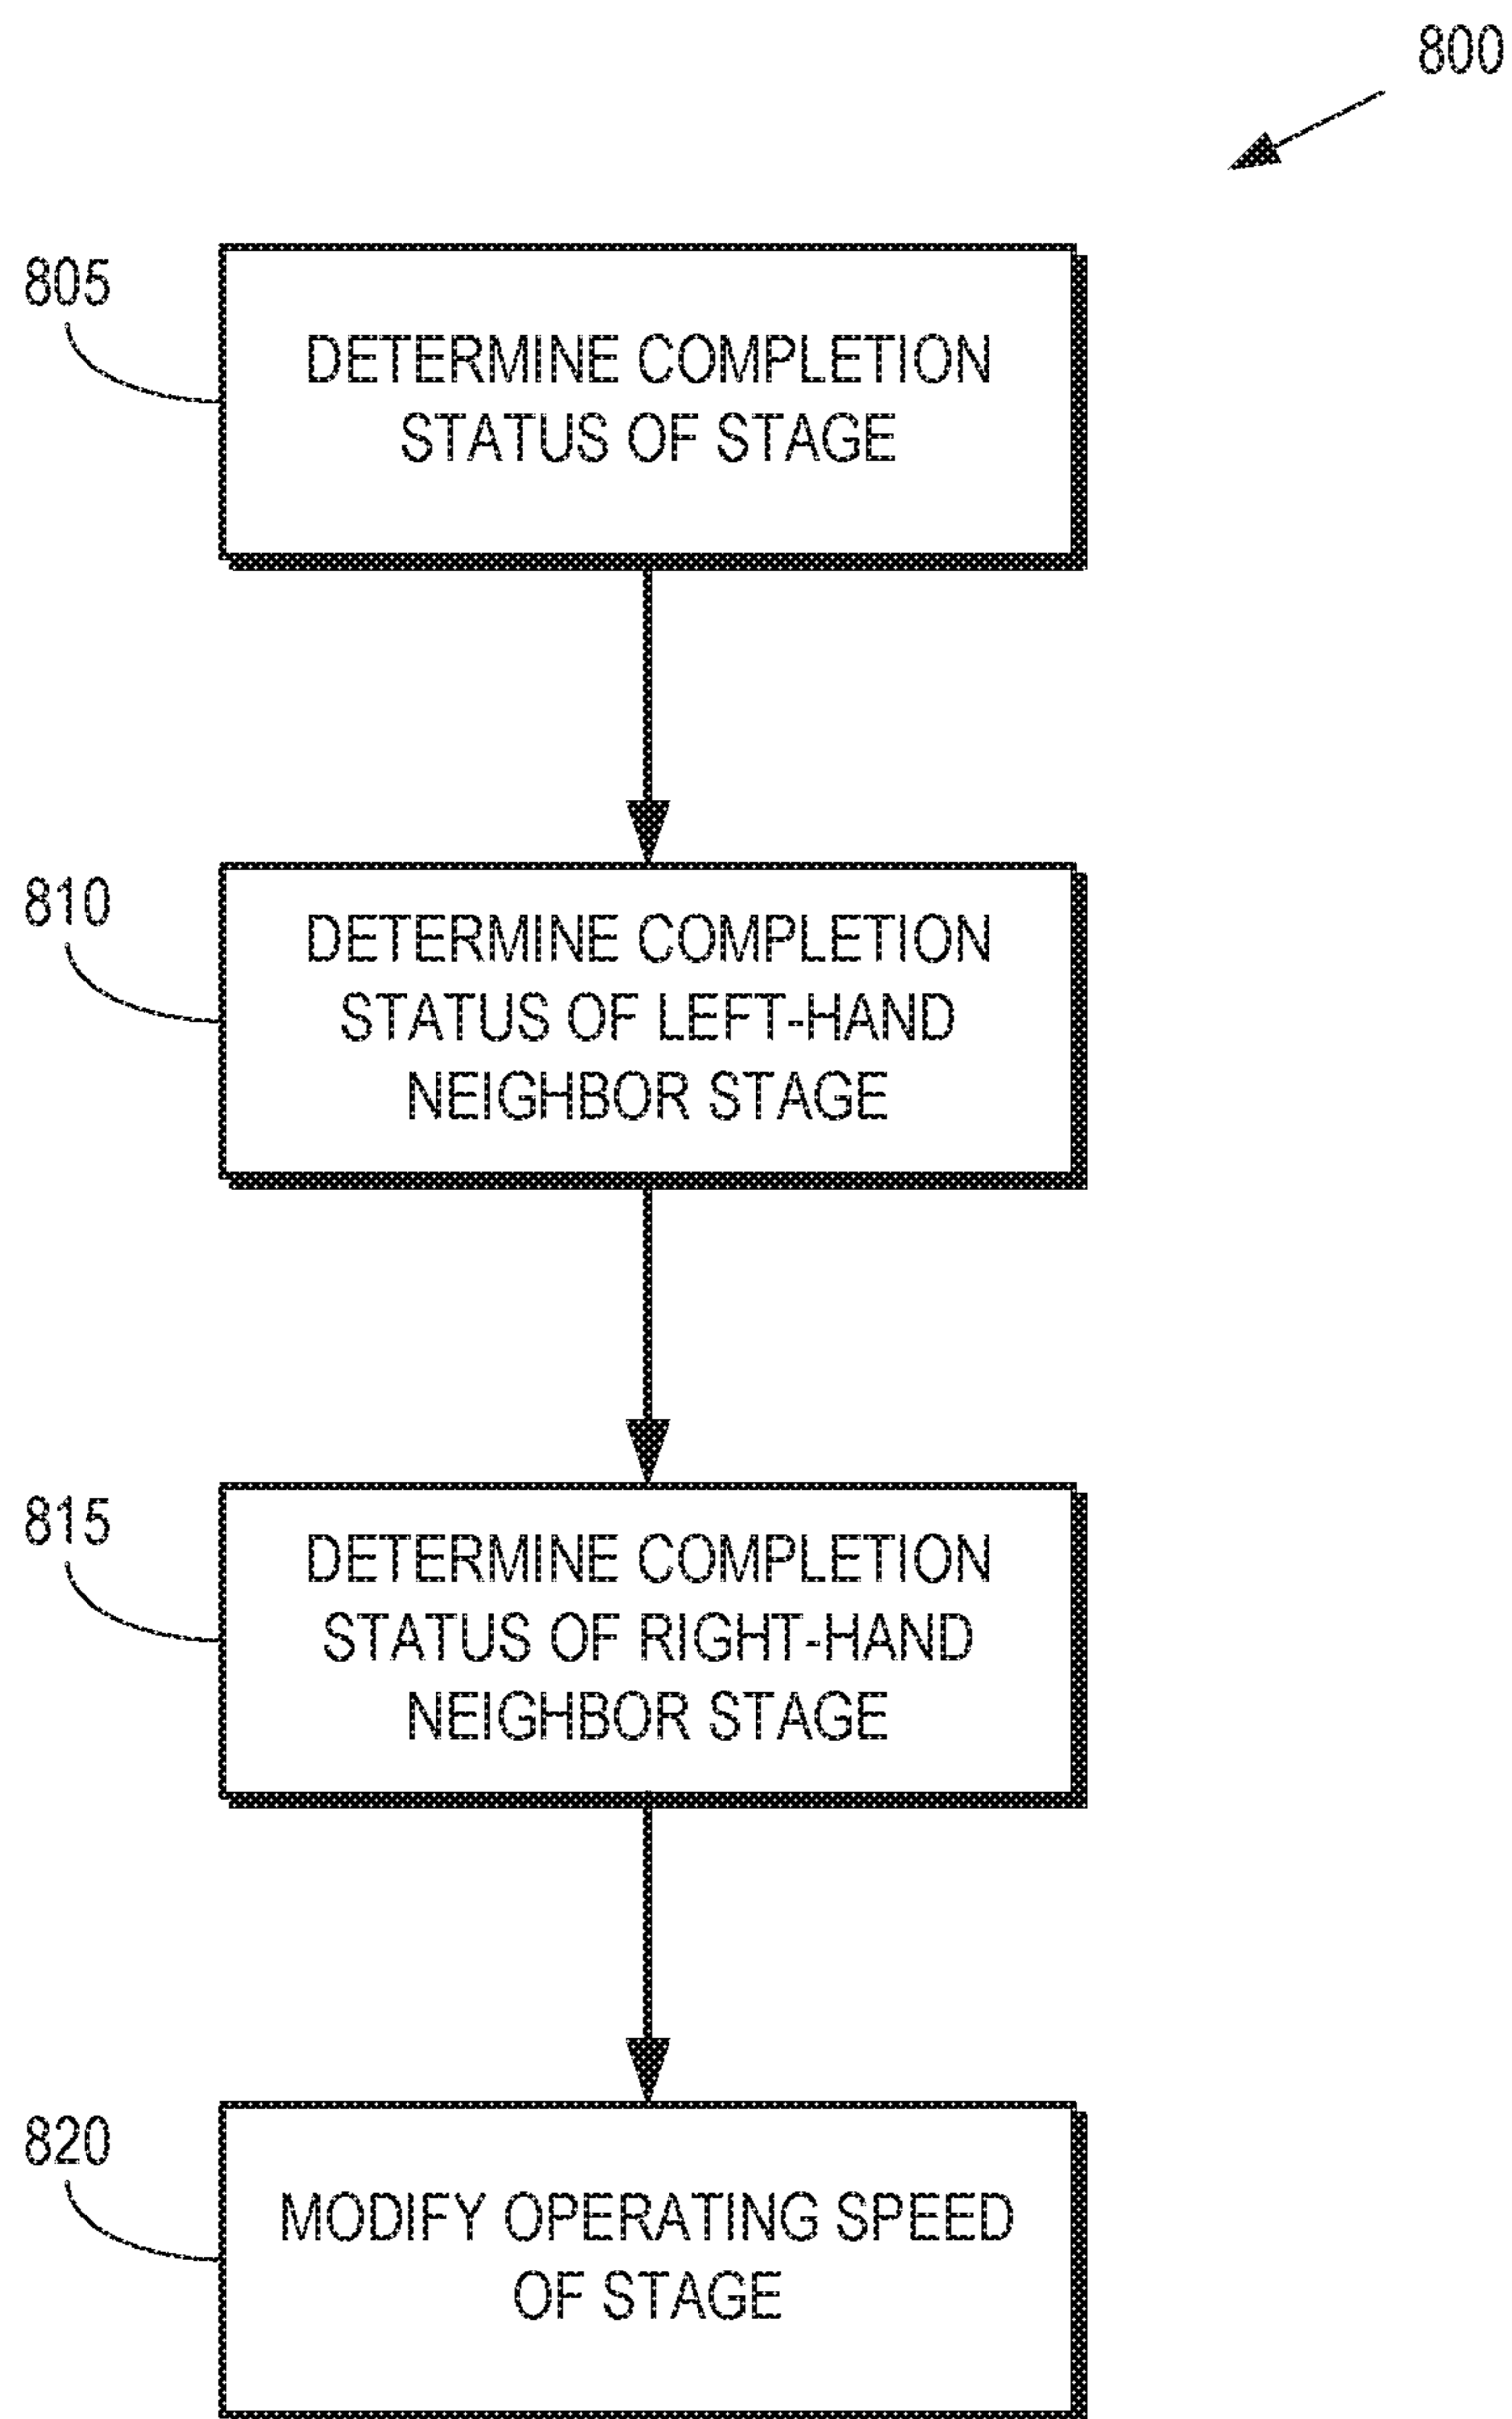 800
805
DETERMINE COMPLETION
STATUS OF STAGE
810
DETERMINE COMPLETION
STATUS OF LEFT-HAND
NEIGHBOR STAGE
815
DETERMINE COMPLETION
STATUS OF RIGHT-HAND
NEIGHBOR STAGE
820
MODIFY OPERATING SPEED
OF STAGE